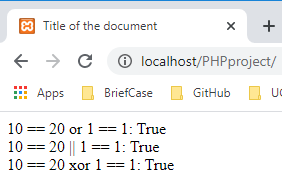 Title of the document
localhost/PHPproject/
Apps BriefCase GitHub
10 == 20 or 1 == 1: True
10 == 20 || 1 == 1: True
10 == 20 xor 1 == 1: True